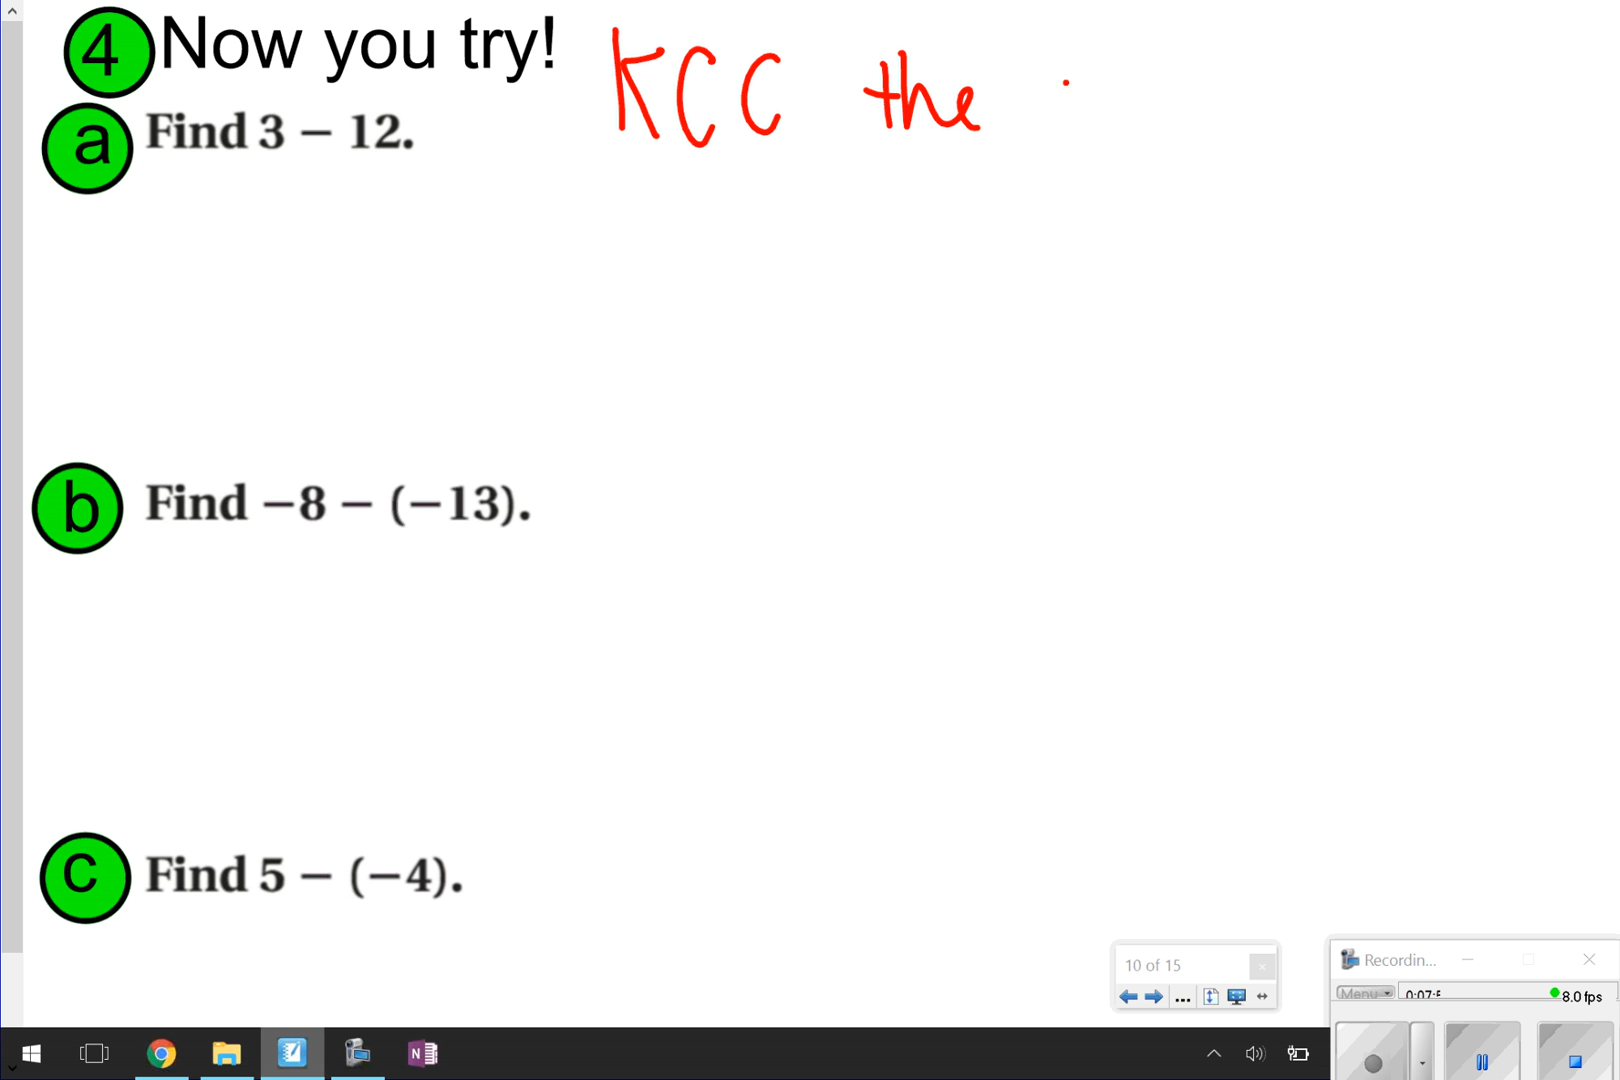 4 Now you try! KCC the
a Find 3 − 12.
b Find −8 − (−13).
c Find 5 − (−4).
10 of 15
...
Recordin...
Menu
8.0 fps
N